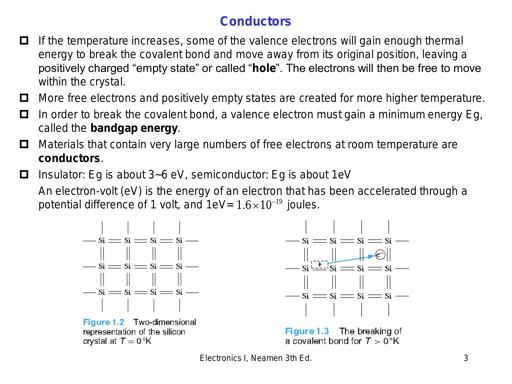 Conductors
If the temperature increases, some of the valence electrons will gain enough thermal
energy to break the covalent bond and move away from its original position, leaving a
positively charged “empty state” or called “hole”. The electrons will then be free to move
within the crystal.
More free electrons and positively empty states are created for more higher temperature.
In order to break the covalent bond, a valence electron must gain a minimum energy Eg,
called the bandgap energy.
Materials that contain very large numbers of free electrons at room temperature are
conductors.
Insulator: Eg is about 3~6 eV, semiconductor: Eg is about 1eV
An electron-volt (eV) is the energy of an electron that has been accelerated through a
potential difference of 1 volt, and 1eV= 1.6×10⁻¹⁹ joules.
Si Si Si Si
Si Si Si Si
Si Si Si Si
Figure 1.2 Two-dimensional
representation of the silicon
crystal at T = 0°K
Si Si Si Si
−
Si + Si Si Si
Si Si Si Si
Figure 1.3 The breaking of
a covalent bond for T > 0°K
Electronics I, Neamen 3th Ed.
3